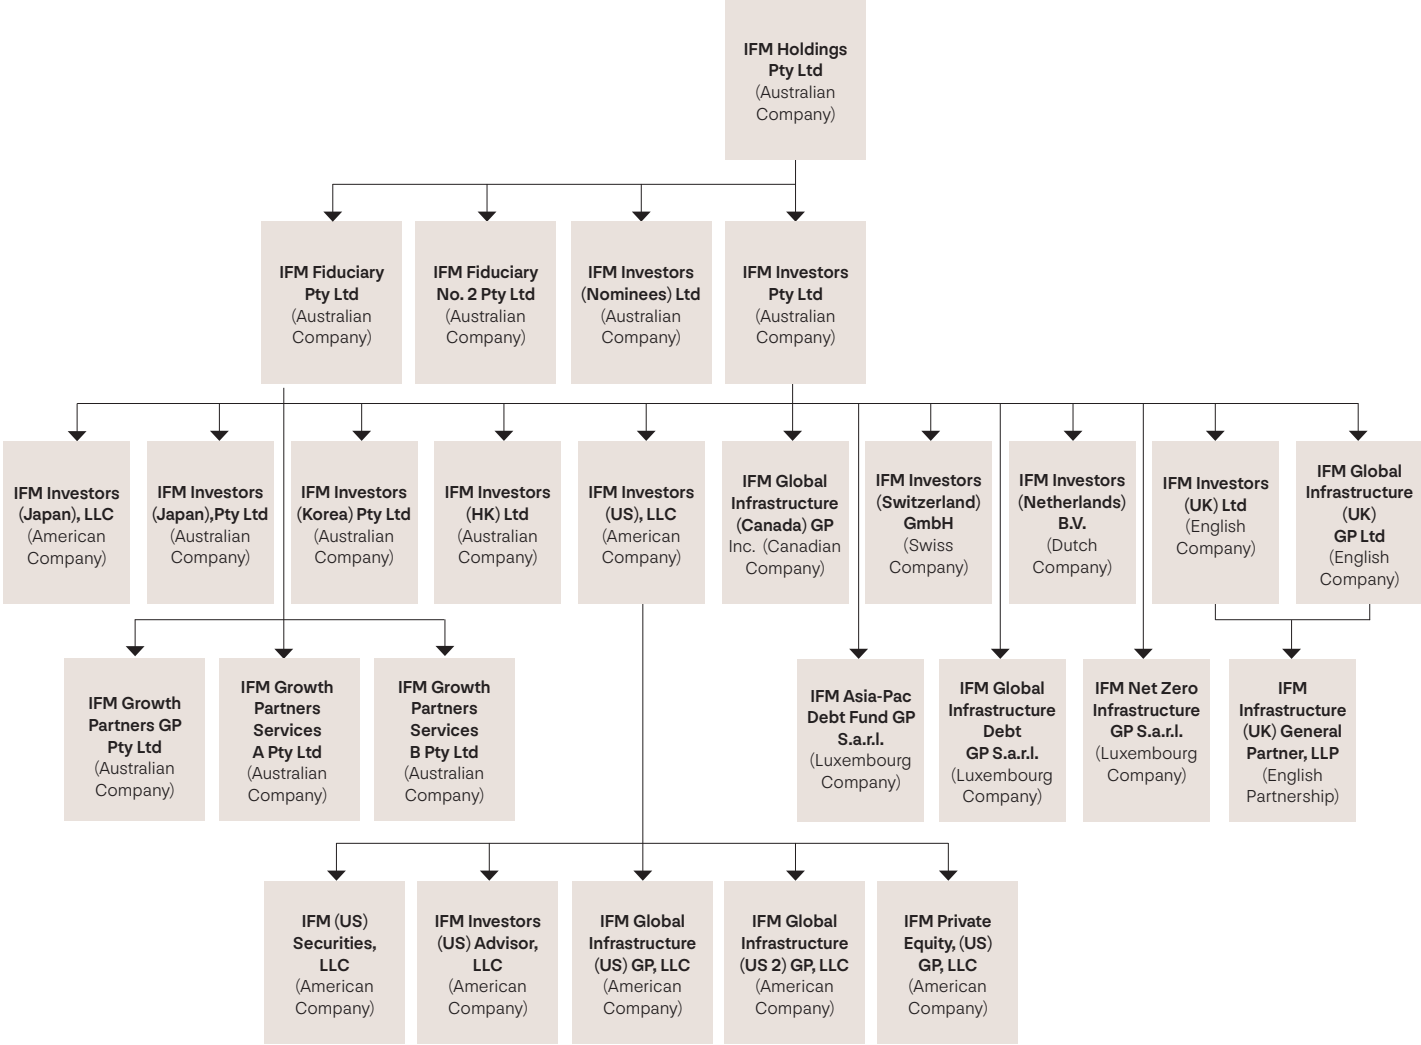 IFM Holdings
Pty Ltd
(Australian
Company)
IFM Fiduciary
Pty Ltd
(Australian
Company)
IFM Fiduciary
No. 2 Pty Ltd
(Australian
Company)
IFM Investors
(Nominees) Ltd
(Australian
Company)
IFM Investors
Pty Ltd
(Australian
Company)
IFM Investors
(Japan), LLC
(American
Company)
IFM Investors
(Japan),Pty Ltd
(Australian
Company)
IFM Investors
(Korea) Pty Ltd
(Australian
Company)
IFM Investors
(HK) Ltd
(Australian
Company)
IFM Investors
(US), LLC
(American
Company)
IFM Global
Infrastructure
(Canada) GP
Inc. (Canadian
Company)
IFM Investors
(Switzerland)
GmbH
(Swiss
Company)
IFM Investors
(Netherlands)
B.V.
(Dutch
Company)
IFM Investors
(UK) Ltd
(English
Company)
IFM Global
Infrastructure
(UK)
GP Ltd
(English
Company)
IFM Growth
Partners GP
Pty Ltd
(Australian
Company)
IFM Growth
Partners
Services
A Pty Ltd
(Australian
Company)
IFM Growth
Partners
Services
B Pty Ltd
(Australian
Company)
IFM Asia-Pac
Debt Fund GP
S.a.r.l.
(Luxembourg
Company)
IFM Global
Infrastructure
Debt
GP S.a.r.l.
(Luxembourg
Company)
IFM Net Zero
Infrastructure
GP S.a.r.l.
(Luxembourg
Company)
IFM
Infrastructure
(UK) General
Partner, LLP
(English
Partnership)
IFM (US)
Securities,
LLC
(American
Company)
IFM Investors
(US) Advisor,
LLC
(American
Company)
IFM Global
Infrastructure
(US) GP, LLC
(American
Company)
IFM Global
Infrastructure
(US 2) GP, LLC
(American
Company)
IFM Private
Equity, (US)
GP, LLC
(American
Company)